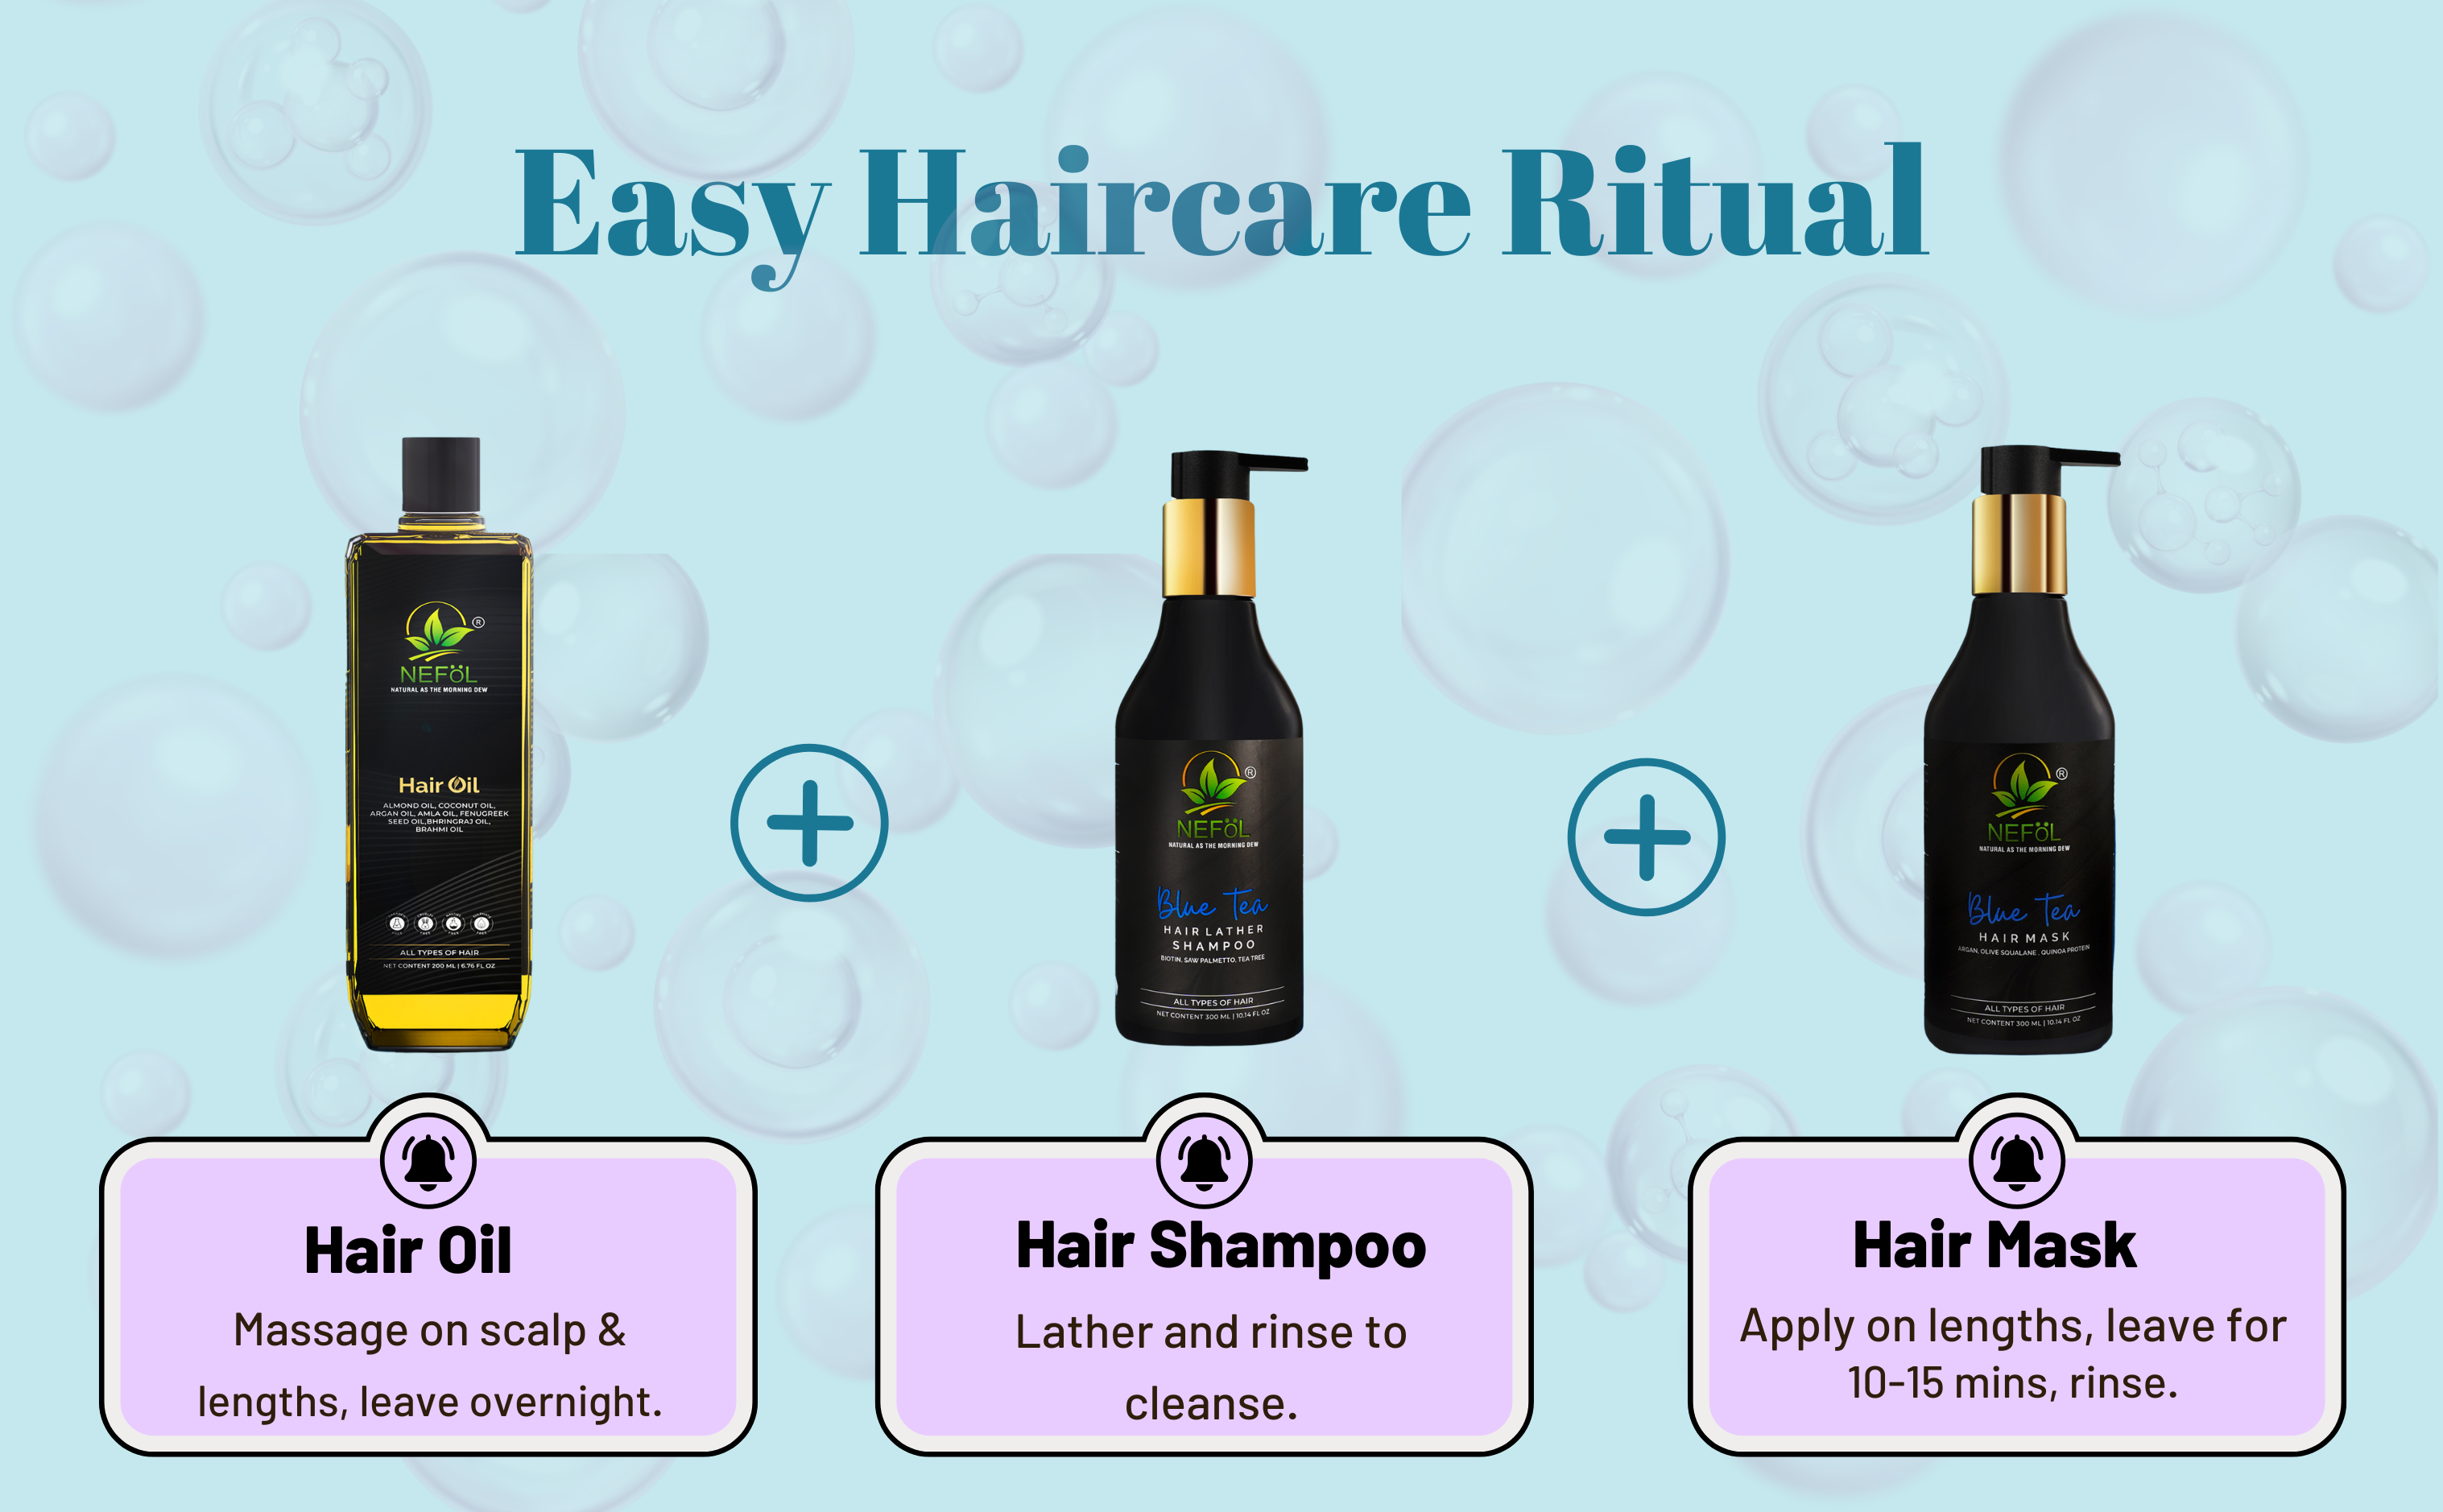 Easy Haircare Ritual
®
NEFÖL
NATURAL AS THE MORNING DEW
Hair Oil
ALMOND OIL, COCONUT OIL,
ARGAN OIL, AMLA OIL, FENUGREEK
SEED OIL,BHRINGRAJ OIL,
BRAHMI OIL
ALL TYPES OF HAIR
NET CONTENT 200 ML | 6.76 FL OZ
®
NEFÖL
NATURAL AS THE MORNING DEW
Blue Tea
HAIR LATHER
SHAMPOO
BIOTIN, SAW PALMETTO, TEA TREE
ALL TYPES OF HAIR
NET CONTENT 300 ML | 10.14 FL OZ
®
NEFÖL
NATURAL AS THE MORNING DEW
Blue Tea
HAIR MASK
ARGAN, OLIVE SQUALANE , QUINOA PROTEIN
ALL TYPES OF HAIR
NET CONTENT 300 ML | 10.14 FL OZ
Hair Oil
Massage on scalp &
lengths, leave overnight.
Hair Shampoo
Lather and rinse to
cleanse.
Hair Mask
Apply on lengths, leave for
10-15 mins, rinse.